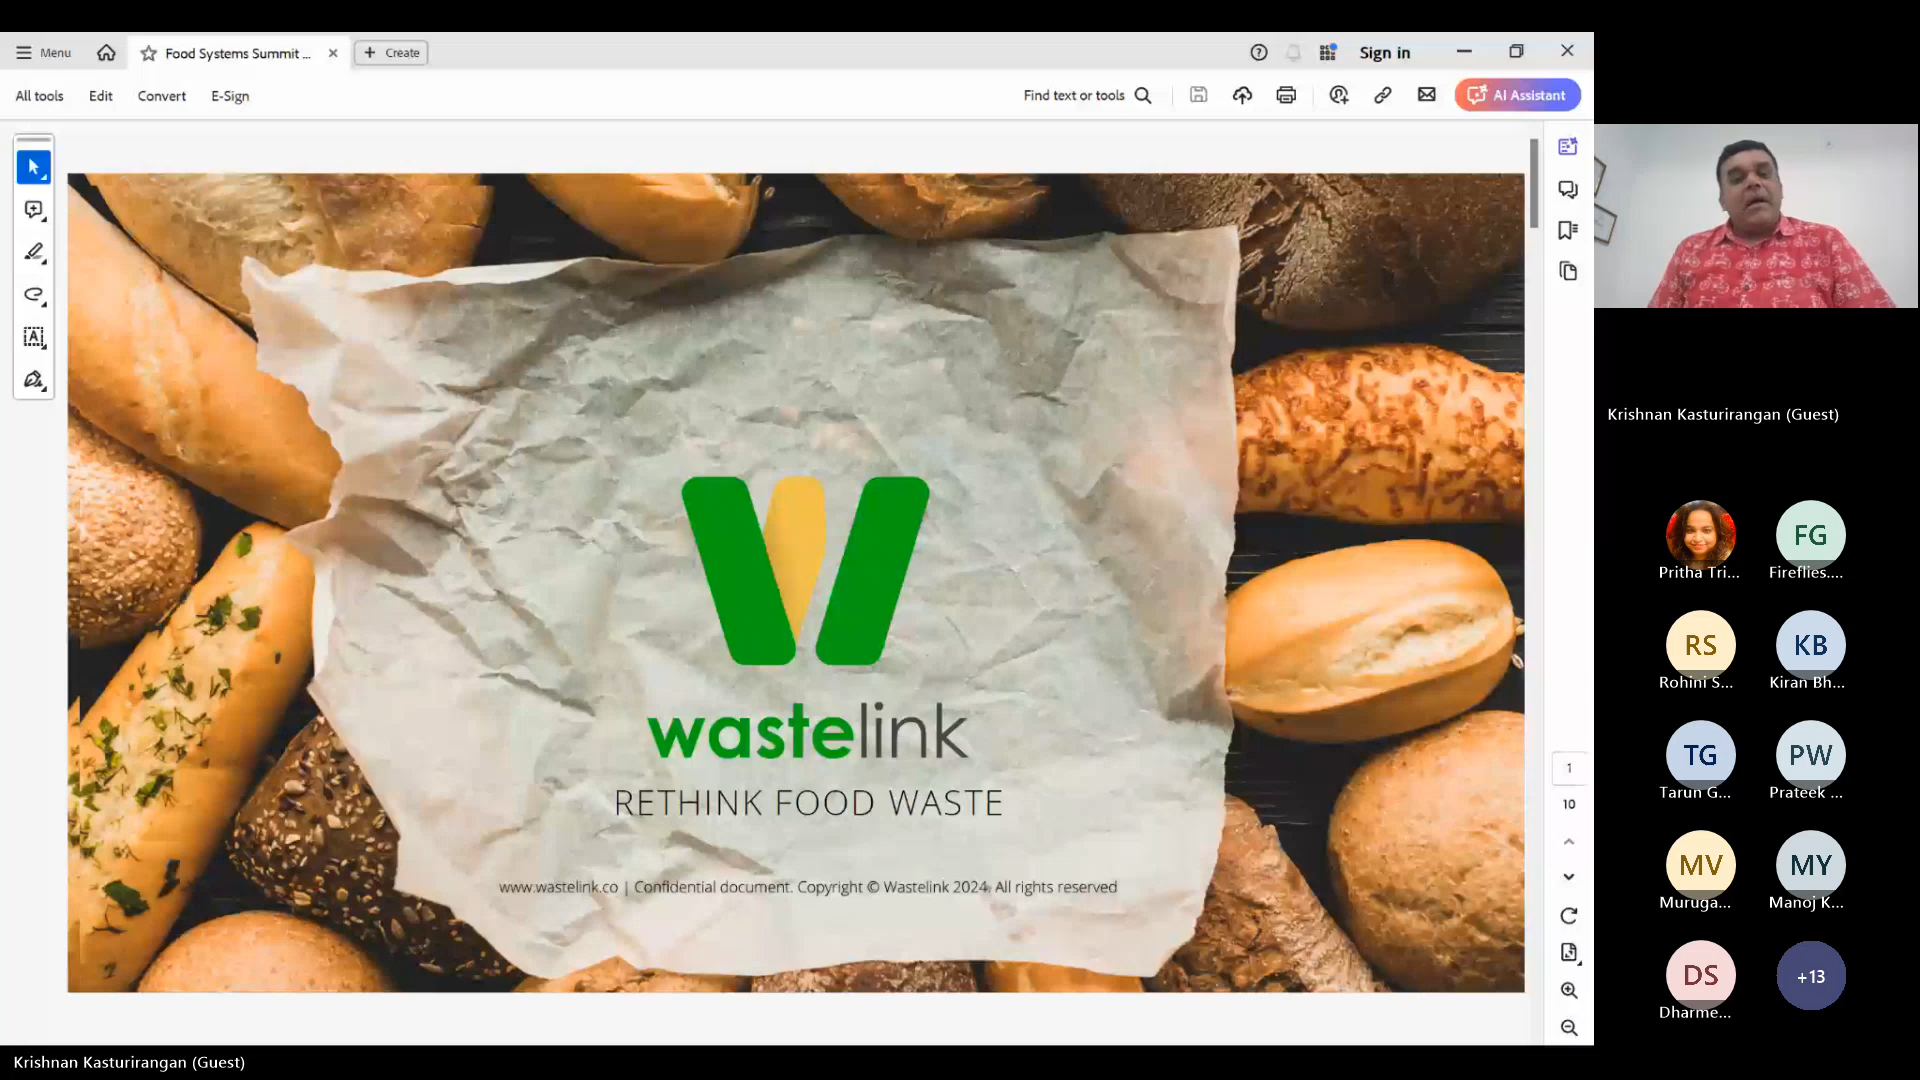 Menu
Food Systems Summit ...
Create
Sign in
All tools
Edit
Convert
E-Sign
Find text or tools
AI Assistant
wastelink
RETHINK FOOD WASTE
www.wastelink.co | Confidential document. Copyright © Wastelink 2024. All rights reserved
1
10
Krishnan Kasturirangan (Guest)
FG
Pritha Tri...
Fireflies....
RS
KB
Rohini S...
Kiran Bh...
TG
PW
Tarun G...
Prateek ...
MV
MY
Muruga...
Manoj K...
DS
+13
Dharme...
Krishnan Kasturirangan (Guest)